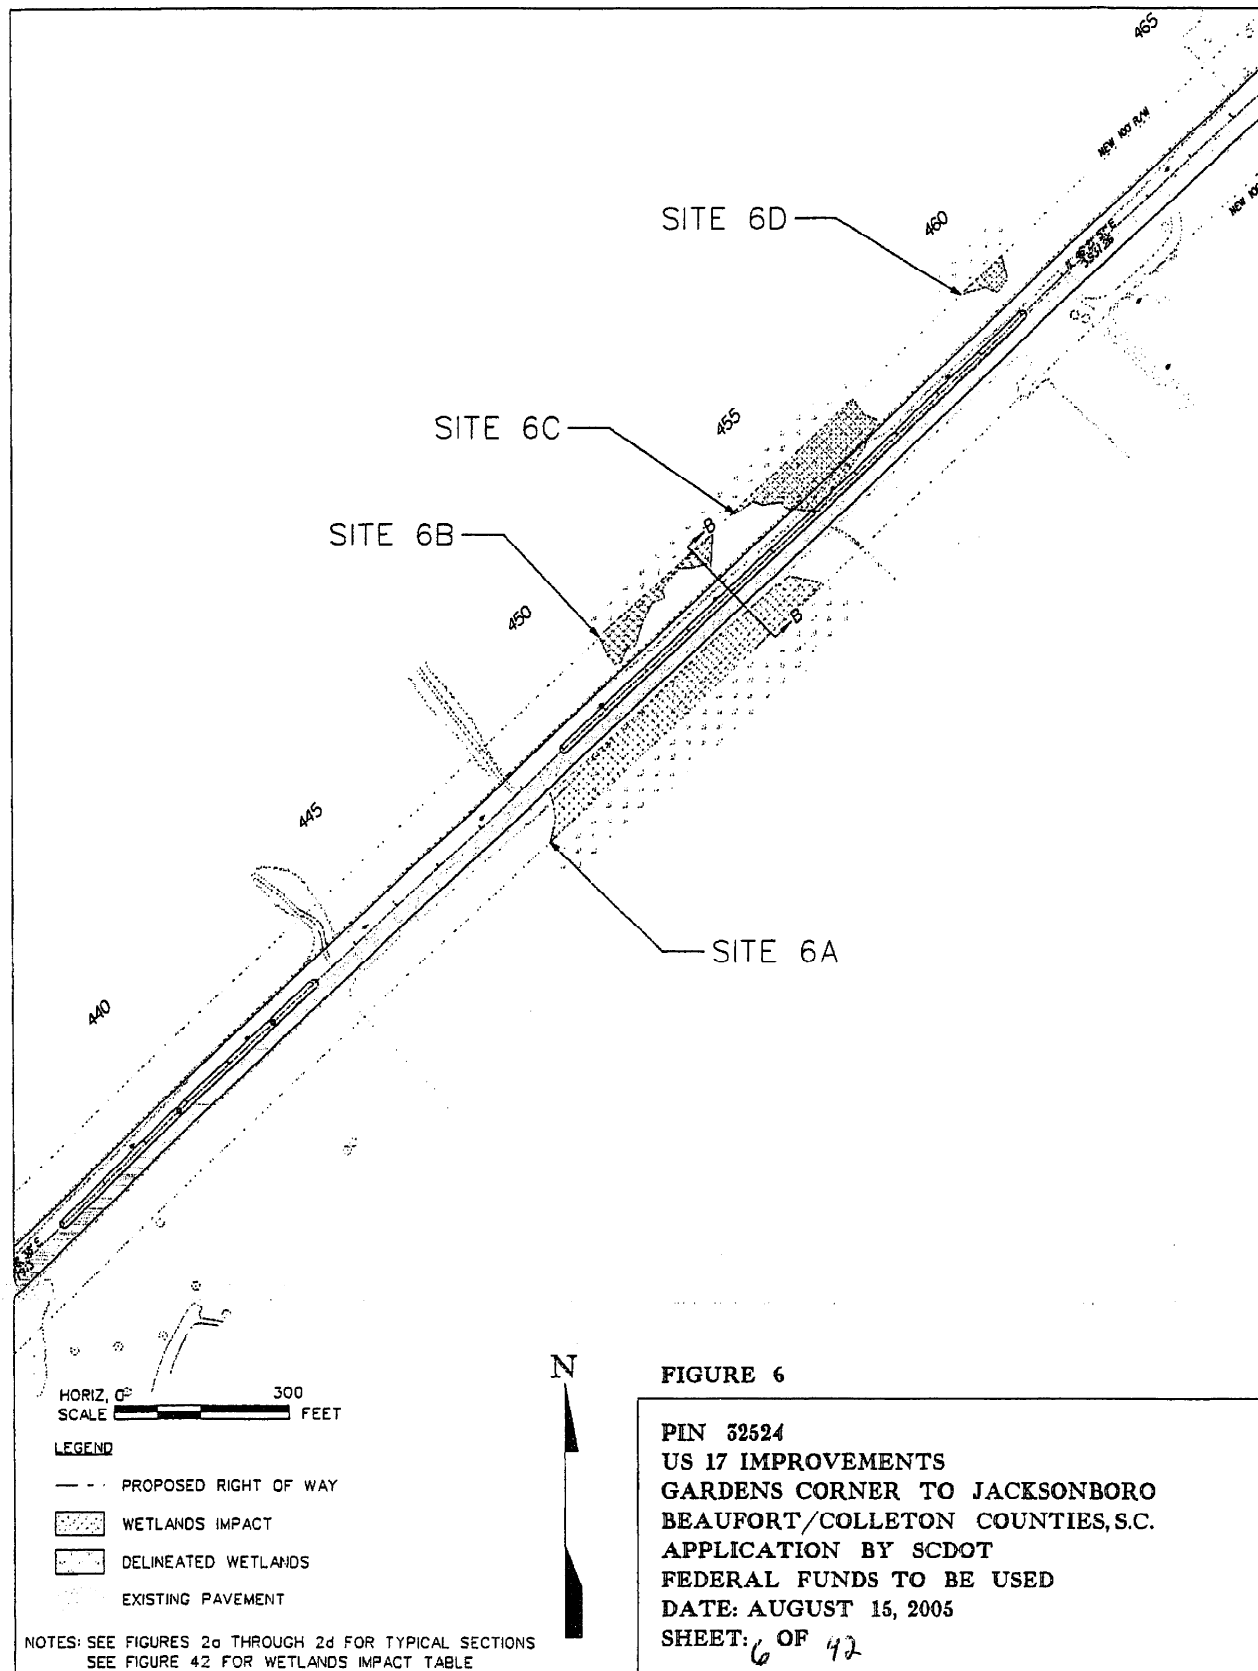 465
NEW 100' R/W
SITE 6D
460
NEW 100'
SITE 6C
455
B
SITE 6B
450
B
445
SITE 6A
440
N
FIGURE 6
HORIZ. 0 300
SCALE FEET
LEGEND
PROPOSED RIGHT OF WAY
WETLANDS IMPACT
DELINEATED WETLANDS
EXISTING PAVEMENT
NOTES: SEE FIGURES 2a THROUGH 2d FOR TYPICAL SECTIONS
SEE FIGURE 42 FOR WETLANDS IMPACT TABLE
PIN 32524
US 17 IMPROVEMENTS
GARDENS CORNER TO JACKSONBORO
BEAUFORT/COLLETON COUNTIES, S.C.
APPLICATION BY SCDOT
FEDERAL FUNDS TO BE USED
DATE: AUGUST 15, 2005
SHEET: 6 OF 42